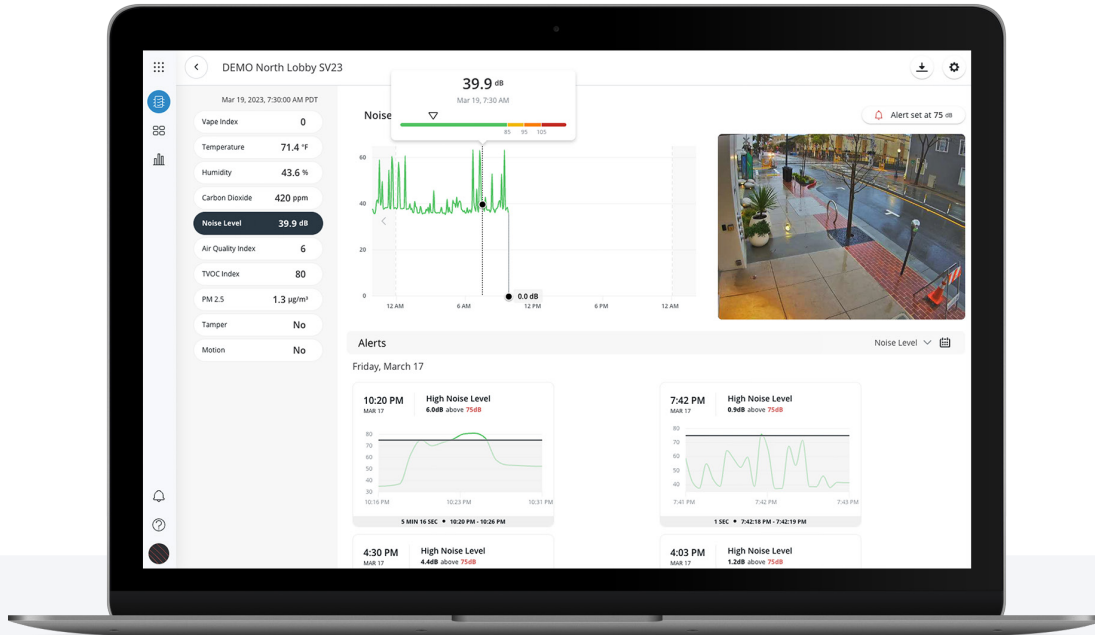 DEMO North Lobby SV23
39.9 dB
Mar 19, 7:30 AM
85 95 105
Mar 19, 2023, 7:30:00 AM PDT
Vape Index 0
Temperature 71.4 °F
Humidity 43.6 %
Carbon Dioxide 420 ppm
Noise Level 39.9 dB
Air Quality Index 6
TVOC Index 80
PM 2.5 1.3 µg/m³
Tamper No
Motion No
Noise
Alert set at 75 dB
60
40
20
0
0.0 dB
12 AM 6 AM 12 PM 6 PM 12 AM
Alerts
Noise Level
Friday, March 17
10:20 PM
MAR 17
High Noise Level
6.0dB above 75dB
80
70
60
50
40
30
10:16 PM 10:23 PM 10:31 PM
5 MIN 16 SEC • 10:20 PM - 10:26 PM
7:42 PM
MAR 17
High Noise Level
0.9dB above 75dB
80
70
60
50
40
7:41 PM 7:42 PM 7:43 PM
1 SEC • 7:42:18 PM - 7:42:19 PM
4:30 PM
MAR 17
High Noise Level
4.4dB above 75dB
4:03 PM
MAR 17
High Noise Level
1.2dB above 75dB